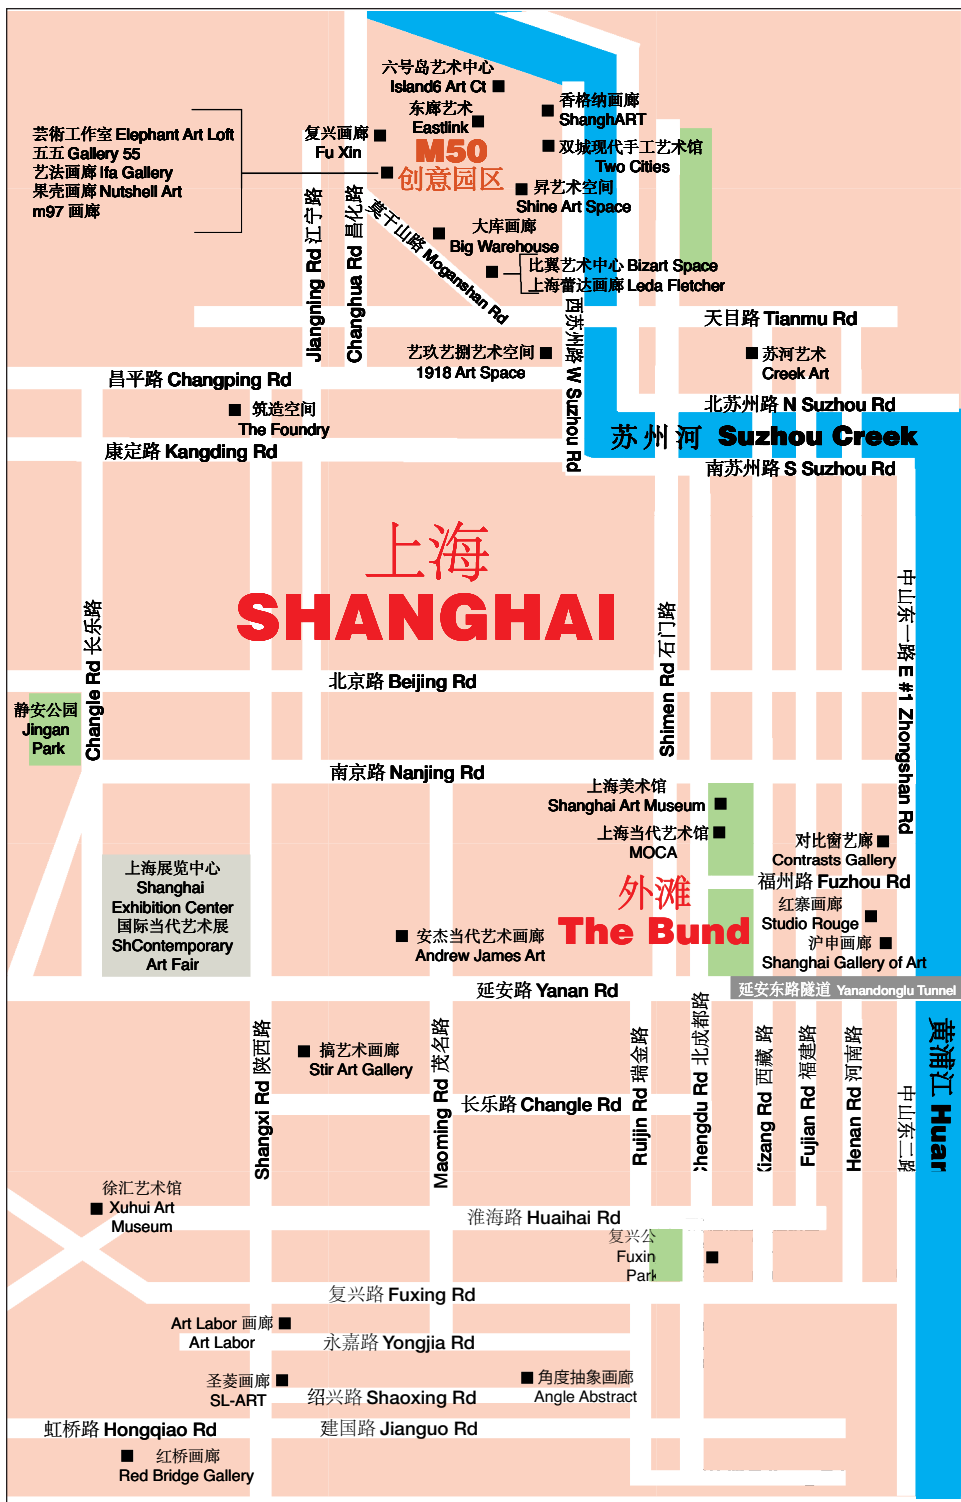 六号岛艺术中心
Island6 Art Ct
东廊艺术
Eastlink
香格纳画廊
ShanghART
芸術工作室 Elephant Art Loft
五五 Gallery 55
艺法画廊 Ifa Gallery
果壳画廊 Nutshell Art
m97 画廊
复兴画廊
Fu Xin
M50
创意园区
双城现代手工艺术馆
Two Cities
昇艺术空间
Shine Art Space
大库画廊
Big Warehouse
比翼艺术中心 Bizart Space
上海蕾达画廊 Leda Fletcher
Jiangning Rd 江宁路
Changhua Rd 昌化路
莫干山路 Moganshan Rd
西苏州路 W Suzhou Rd
天目路 Tianmu Rd
艺玖艺捌艺术空间
1918 Art Space
苏河艺术
Creek Art
昌平路 Changping Rd
北苏州路 N Suzhou Rd
筑造空间
The Foundry
苏州河 Suzhou Creek
康定路 Kangding Rd
南苏州路 S Suzhou Rd
上海
SHANGHAI
Changle Rd 长乐路
Shimen Rd 石门路
中山东一路 E #1 Zhongshan Rd
北京路 Beijing Rd
静安公园
Jingan
Park
南京路 Nanjing Rd
上海美术馆
Shanghai Art Museum
上海当代艺术馆
MOCA
对比窗艺廊
Contrasts Gallery
上海展览中心
Shanghai
Exhibition Center
国际当代艺术展
ShContemporary
Art Fair
外滩
The Bund
福州路 Fuzhou Rd
红寨画廊
Studio Rouge
安杰当代艺术画廊
Andrew James Art
沪申画廊
Shanghai Gallery of Art
延安路 Yanan Rd
延安东路隧道 Yanandonglu Tunnel
Shangxi Rd 陕西路
搞艺术画廊
Stir Art Gallery
Maoming Rd 茂名路
Ruijin Rd 瑞金路
hengdu Rd 北成都路
izang Rd 西藏 路
Fujian Rd 福建路
Henan Rd 河南路
中山东二路
黄浦江 Huar
长乐路 Changle Rd
徐汇艺术馆
Xuhui Art
Museum
淮海路 Huaihai Rd
复兴公
Fuxin
Park
复兴路 Fuxing Rd
Art Labor 画廊
Art Labor
永嘉路 Yongjia Rd
圣菱画廊
SL-ART
绍兴路 Shaoxing Rd
角度抽象画廊
Angle Abstract
虹桥路 Hongqiao Rd
建国路 Jianguo Rd
红桥画廊
Red Bridge Gallery